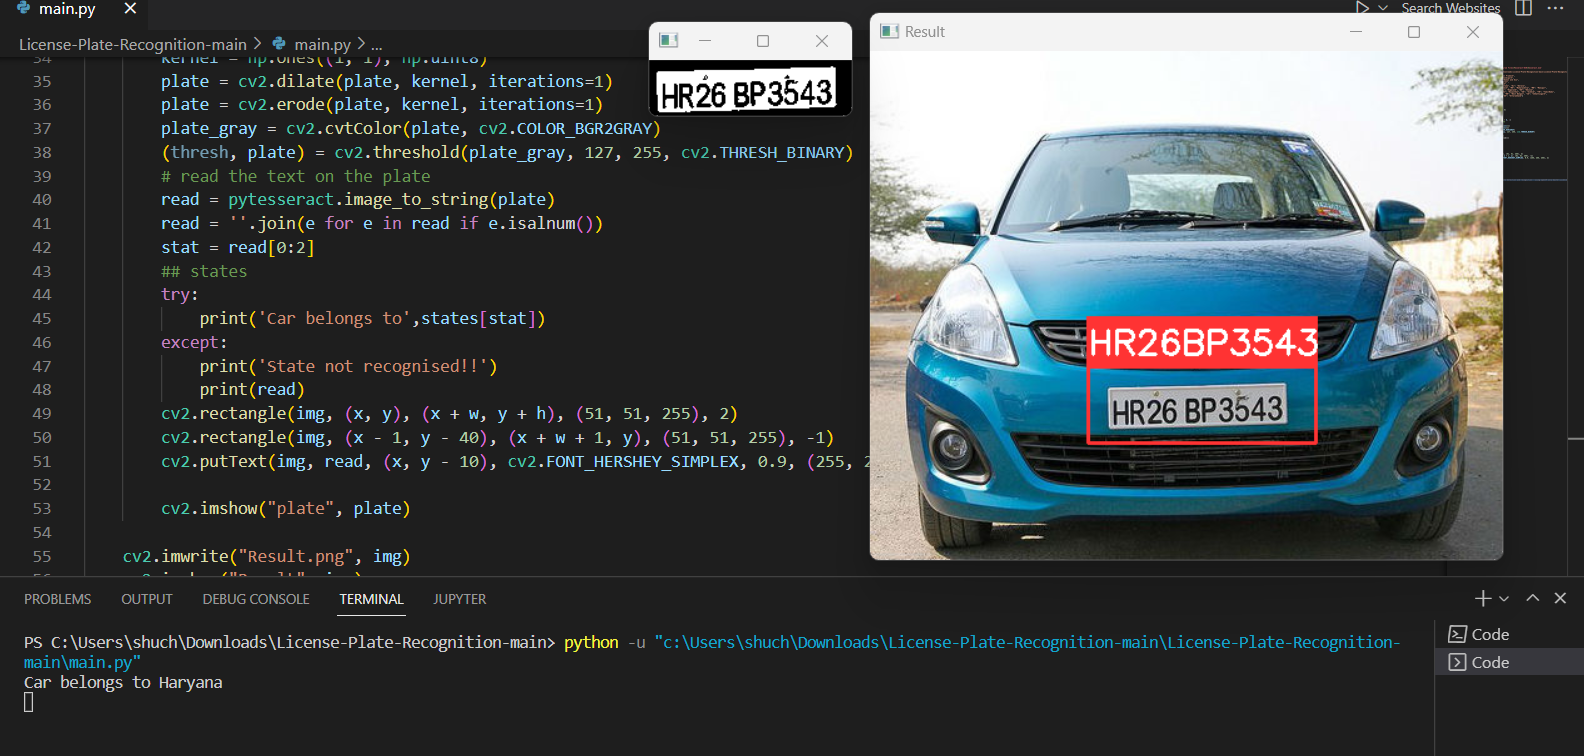 main.py
Search Websites
License-Plate-Recognition-main > main.py > ...
34 kernel = np.ones((1, 1), np.uint8)
35 plate = cv2.dilate(plate, kernel, iterations=1)
36 plate = cv2.erode(plate, kernel, iterations=1)
37 plate_gray = cv2.cvtColor(plate, cv2.COLOR_BGR2GRAY)
38 (thresh, plate) = cv2.threshold(plate_gray, 127, 255, cv2.THRESH_BINARY)
39 # read the text on the plate
40 read = pytesseract.image_to_string(plate)
41 read = ''.join(e for e in read if e.isalnum())
42 stat = read[0:2]
43 ## states
44 try:
45 print('Car belongs to',states[stat])
46 except:
47 print('State not recognised!!')
48 print(read)
49 cv2.rectangle(img, (x, y), (x + w, y + h), (51, 51, 255), 2)
50 cv2.rectangle(img, (x - 1, y - 40), (x + w + 1, y), (51, 51, 255), -1)
51 cv2.putText(img, read, (x, y - 10), cv2.FONT_HERSHEY_SIMPLEX, 0.9, (255, 2
52
53 cv2.imshow("plate", plate)
54
55 cv2.imwrite("Result.png", img)
HR26 BP3543
Result
HR26BP3543
HR26 BP3543
PROBLEMS OUTPUT DEBUG CONSOLE TERMINAL JUPYTER
PS C:\Users\shuch\Downloads\License-Plate-Recognition-main> python -u "c:\Users\shuch\Downloads\License-Plate-Recognition-main\License-Plate-Recognition-
main\main.py"
Car belongs to Haryana
Code
Code